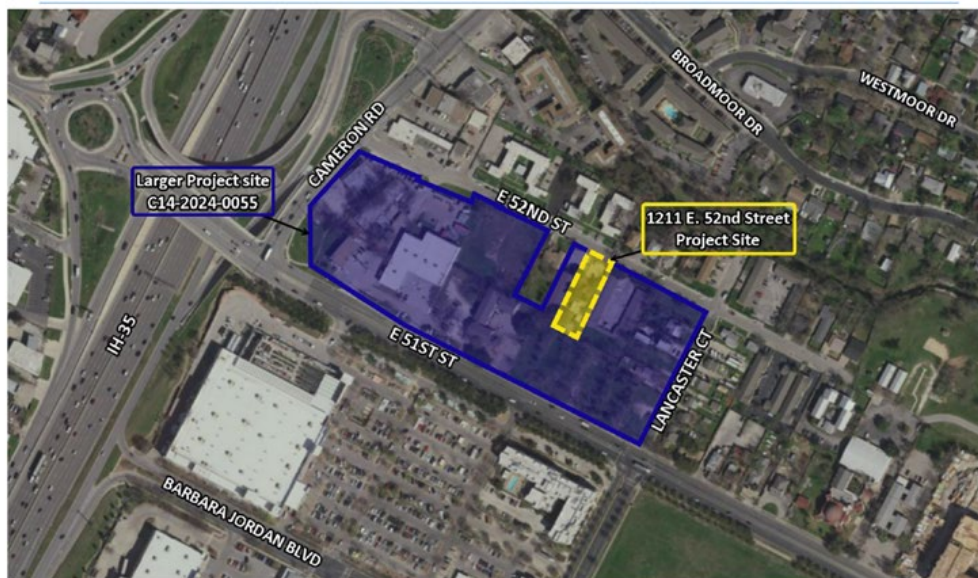 BROADMOOR DR
WESTMOOR DR
CAMERON RD
Larger Project site
C14-2024-0055
E 52ND ST
1211 E. 52nd Street
Project Site
IH-35
E 51ST ST
LANCASTER CT
BARBARA JORDAN BLVD